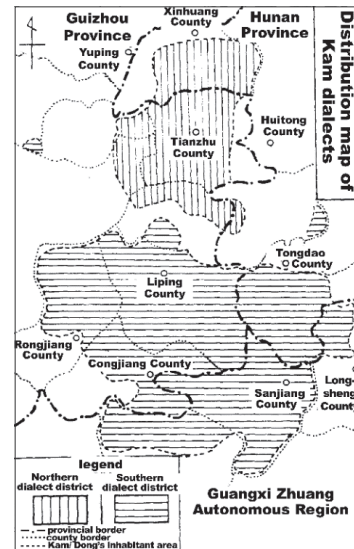 Guizhou
Province
Xinhuang
County
Hunan
Province
Yuping
County
Distribution map of
Kam dialects
Tianzhu
County
Huitong
County
Tongdao
County
Liping
County
Rongjiang
County
Congjiang County
Sanjiang
County
Long-
sheng
County
legend
Northern
dialect district
Southern
dialect district
provincial border
county border
Kam/Dong's inhabitant area
Guangxi Zhuang
Autonomous Region